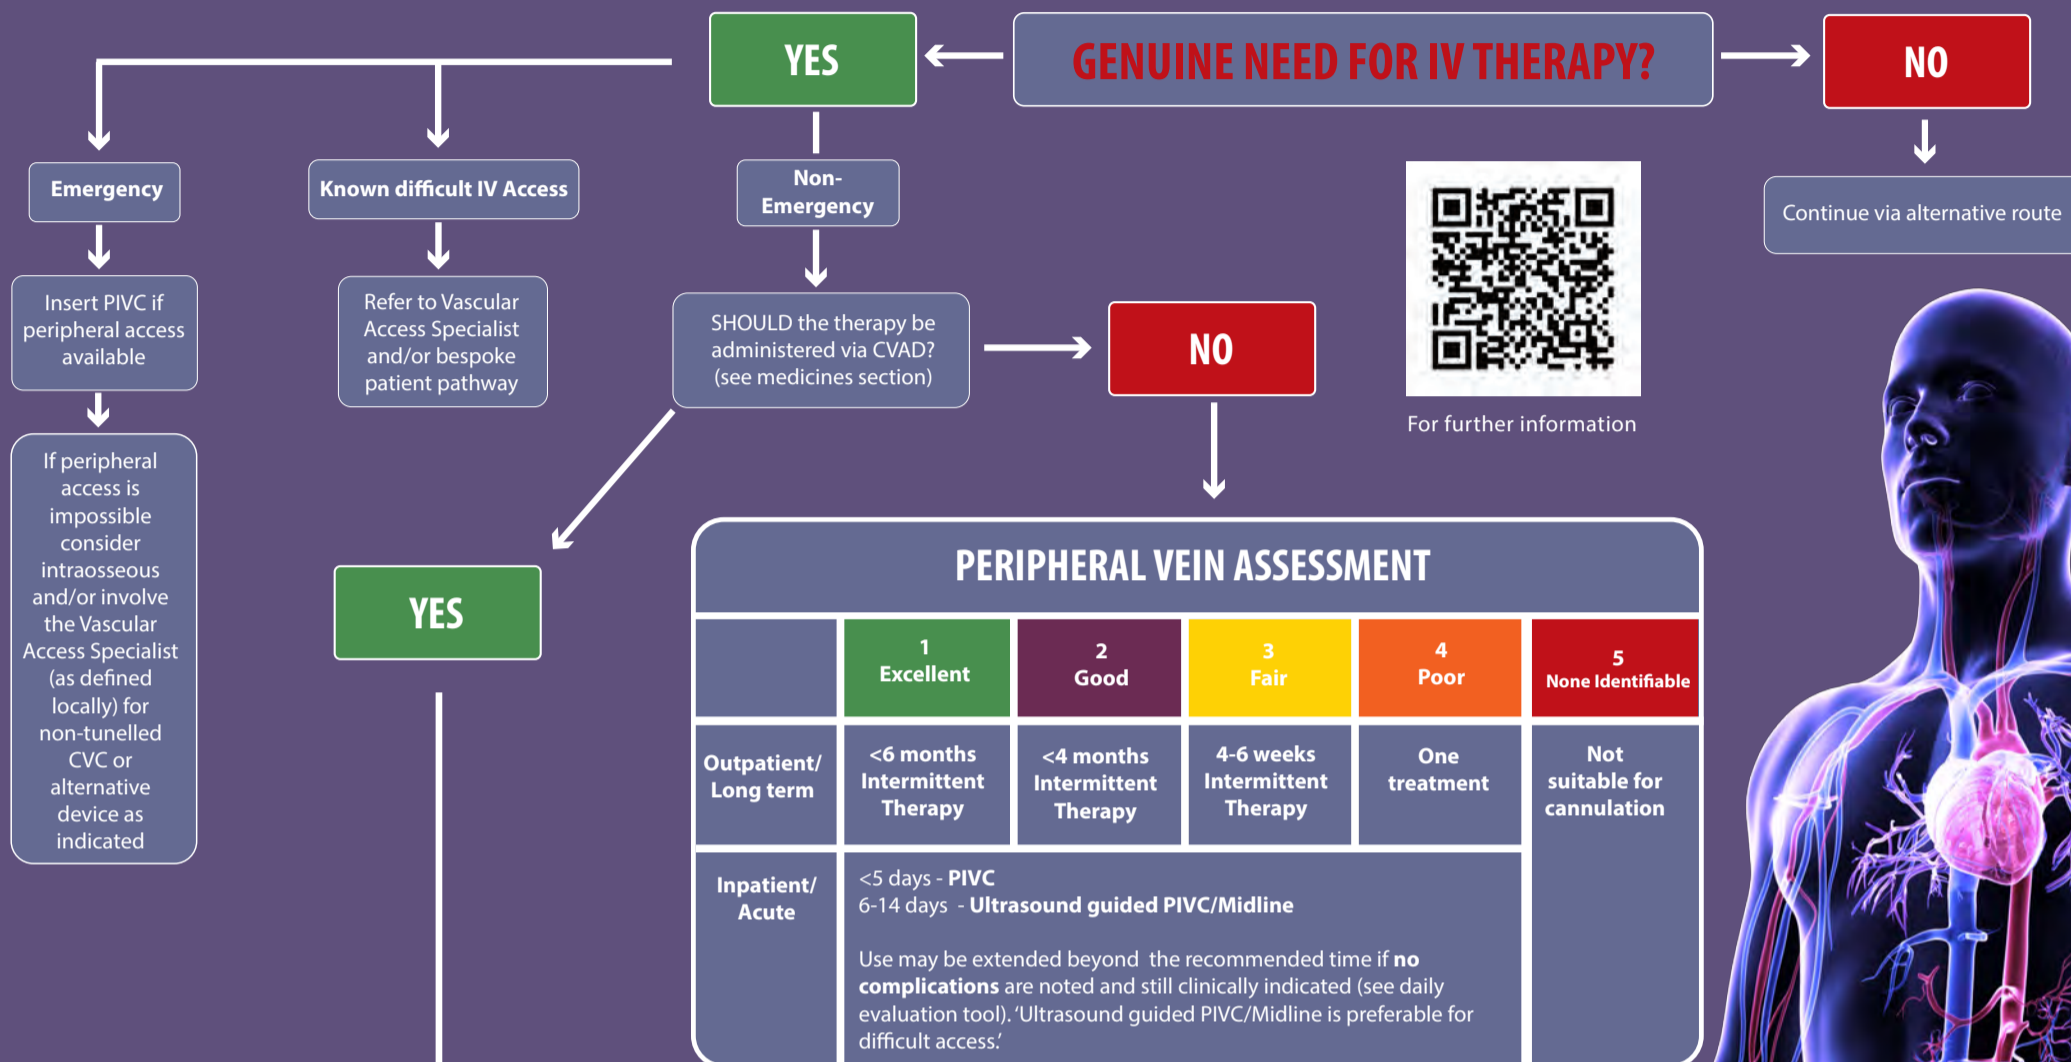 YES
GENUINE NEED FOR IV THERAPY?
NO
Emergency
Known difficult IV Access
Non-
Emergency
Continue via alternative route
Insert PIVC if
peripheral access
available
Refer to Vascular
Access Specialist
and/or bespoke
patient pathway
SHOULD the therapy be
administered via CVAD?
(see medicines section)
NO
For further information
If peripheral
access is
impossible
consider
intraosseous
and/or involve
the Vascular
Access Specialist
(as defined
locally) for
non-tunelled
CVC or
alternative
device as
indicated
YES
PERIPHERAL VEIN ASSESSMENT
1
Excellent
2
Good
3
Fair
4
Poor
5
None Identifiable
Outpatient/
Long term
<6 months
Intermittent
Therapy
<4 months
Intermittent
Therapy
4-6 weeks
Intermittent
Therapy
One
treatment
Not
suitable for
cannulation
Inpatient/
Acute
<5 days - PIVC
6-14 days - Ultrasound guided PIVC/Midline
Use may be extended beyond the recommended time if no
complications are noted and still clinically indicated (see daily
evaluation tool). 'Ultrasound guided PIVC/Midline is preferable for
difficult access.'